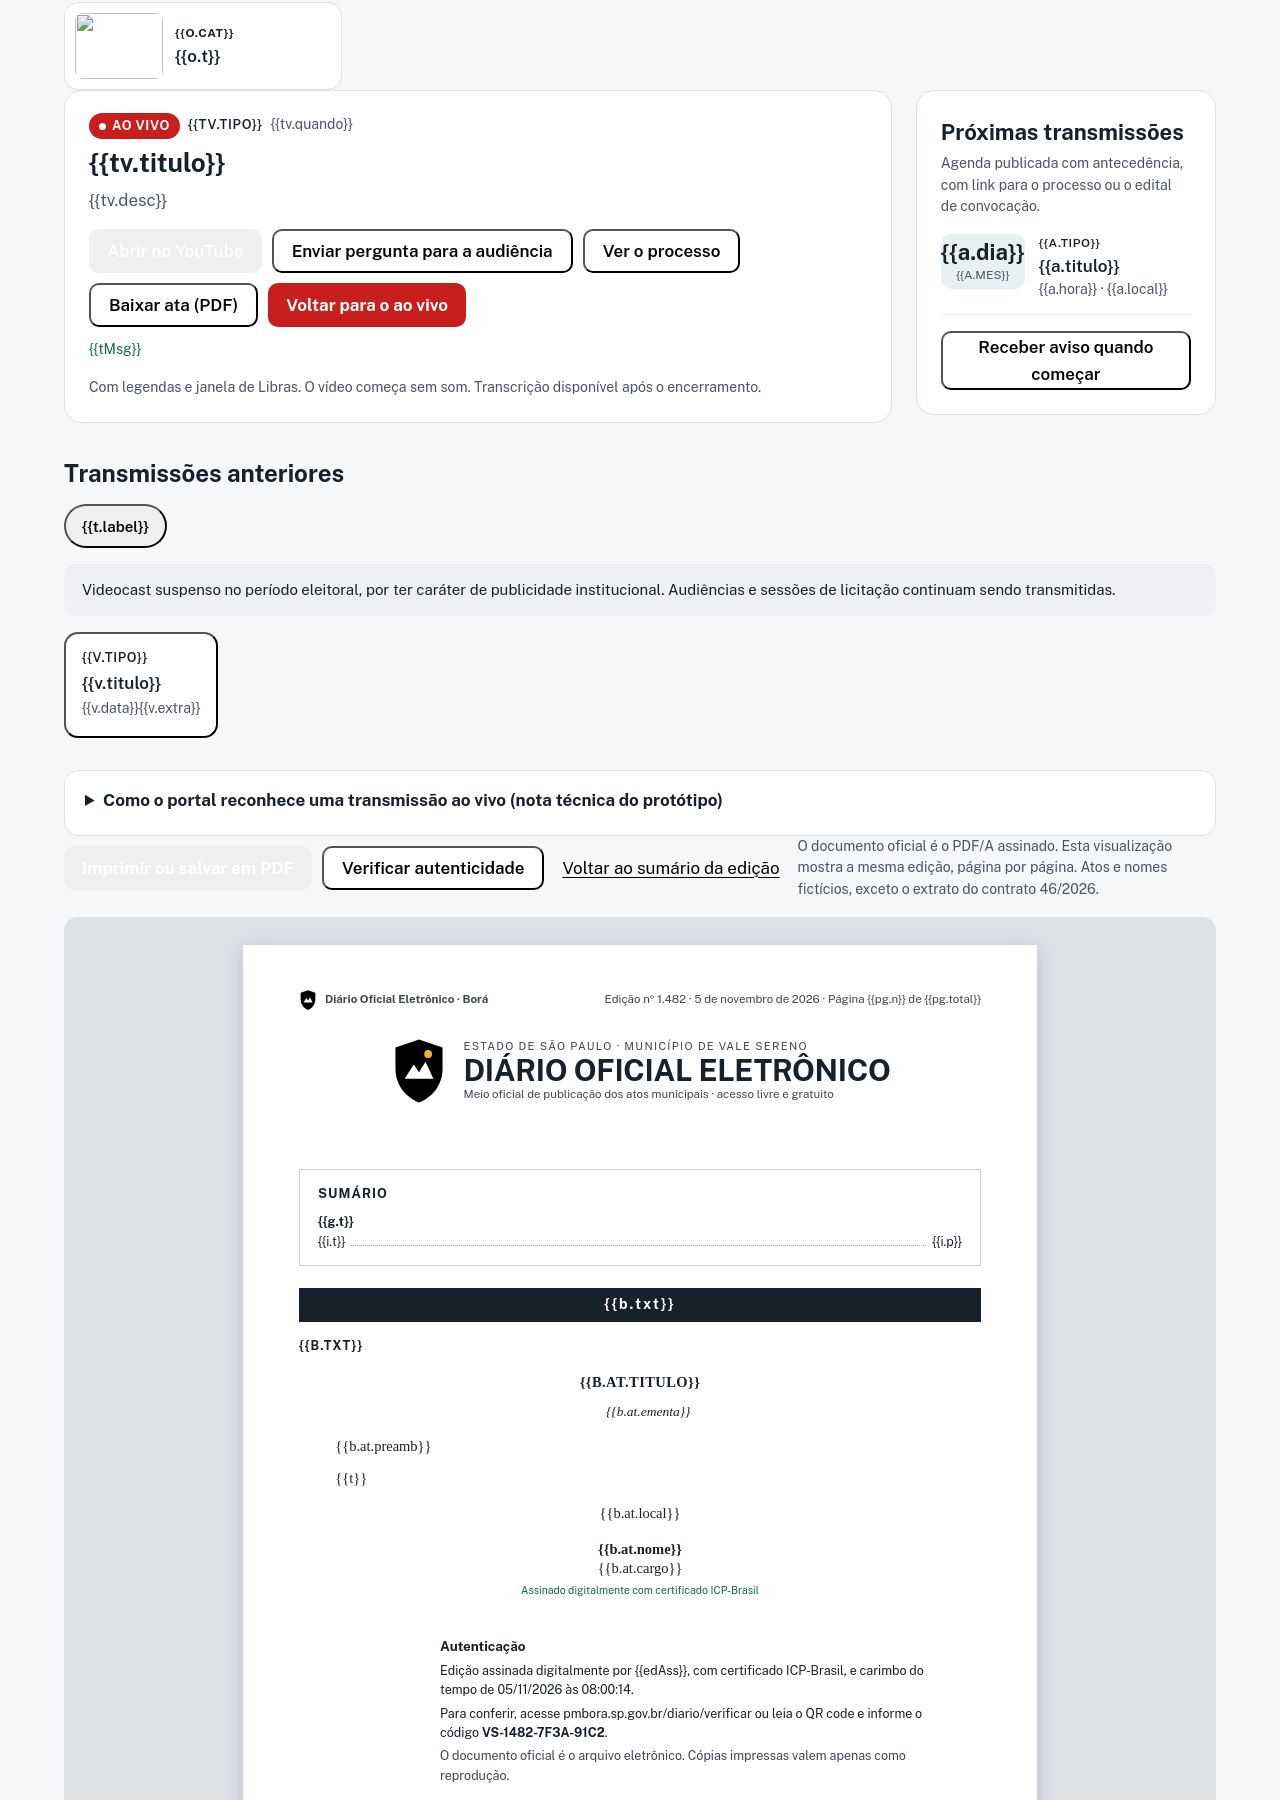 {{O.CAT}}
{{o.t}}
AO VIVO {{TV.TIPO}} {{tv.quando}}
{{tv.titulo}}
{{tv.desc}}
Abrir no YouTube
Enviar pergunta para a audiência
Ver o processo
Baixar ata (PDF)
Voltar para o ao vivo
{{tMsg}}
Com legendas e janela de Libras. O vídeo começa sem som. Transcrição disponível após o encerramento.
Próximas transmissões
Agenda publicada com antecedência,
com link para o processo ou o edital
de convocação.
{{a.dia}}
{{A.MES}}
{{A.TIPO}}
{{a.titulo}}
{{a.hora}} · {{a.local}}
Receber aviso quando
começar
Transmissões anteriores
{{t.label}}
Videocast suspenso no período eleitoral, por ter caráter de publicidade institucional. Audiências e sessões de licitação continuam sendo transmitidas.
{{V.TIPO}}
{{v.titulo}}
{{v.data}}{{v.extra}}
Como o portal reconhece uma transmissão ao vivo (nota técnica do protótipo)
Imprimir ou salvar em PDF
Verificar autenticidade
Voltar ao sumário da edição
O documento oficial é o PDF/A assinado. Esta visualização
mostra a mesma edição, página por página. Atos e nomes
fictícios, exceto o extrato do contrato 46/2026.
Diário Oficial Eletrônico · Borá
Edição nº 1.482 · 5 de novembro de 2026 · Página {{pg.n}} de {{pg.total}}
ESTADO DE SÃO PAULO · MUNICÍPIO DE VALE SERENO
DIÁRIO OFICIAL ELETRÔNICO
Meio oficial de publicação dos atos municipais · acesso livre e gratuito
SUMÁRIO
{{g.t}}
{{i.t}} {{i.p}}
{{b.txt}}
{{B.TXT}}
{{B.AT.TITULO}}
{{b.at.ementa}}
{{b.at.preamb}}
{{t}}
{{b.at.local}}
{{b.at.nome}}
{{b.at.cargo}}
Assinado digitalmente com certificado ICP-Brasil
Autenticação
Edição assinada digitalmente por {{edAss}}, com certificado ICP-Brasil, e carimbo do
tempo de 05/11/2026 às 08:00:14.
Para conferir, acesse pmbora.sp.gov.br/diario/verificar ou leia o QR code e informe o
código VS-1482-7F3A-91C2.
O documento oficial é o arquivo eletrônico. Cópias impressas valem apenas como
reprodução.